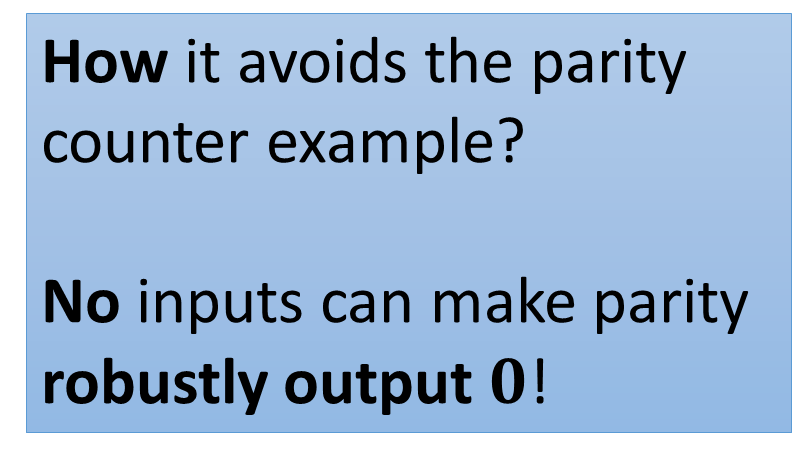 How it avoids the parity
counter example?
No inputs can make parity
robustly output 0!